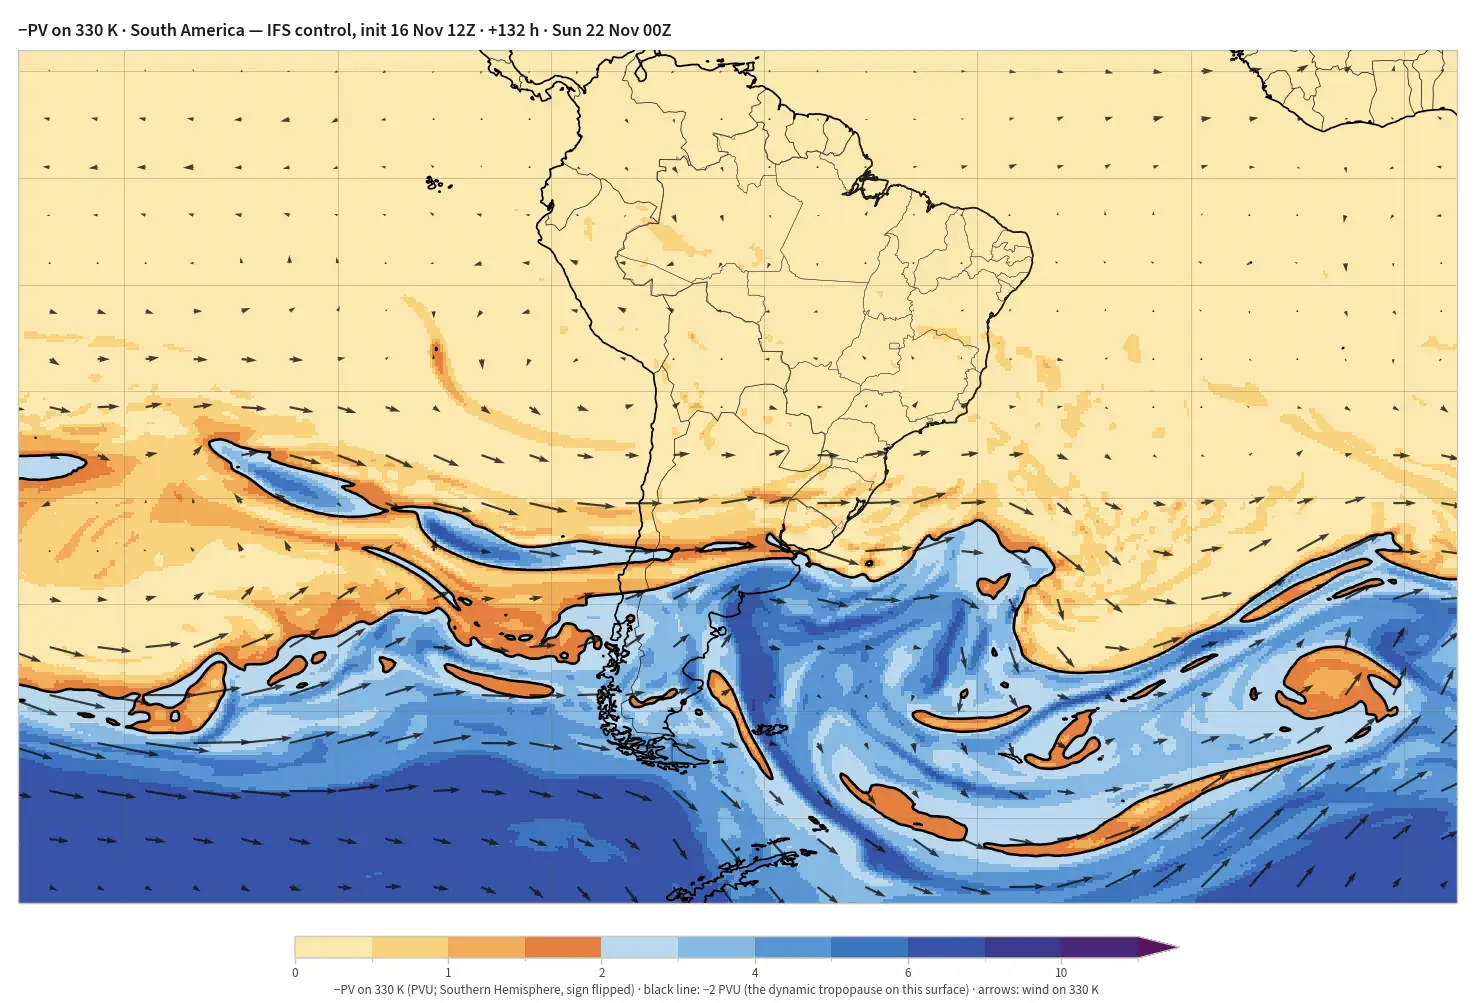 −PV on 330 K · South America — IFS control, init 16 Nov 12Z · +132 h · Sun 22 Nov 00Z
0 1 2 4 6 10
−PV on 330 K (PVU; Southern Hemisphere, sign flipped) · black line: −2 PVU (the dynamic tropopause on this surface) · arrows: wind on 330 K